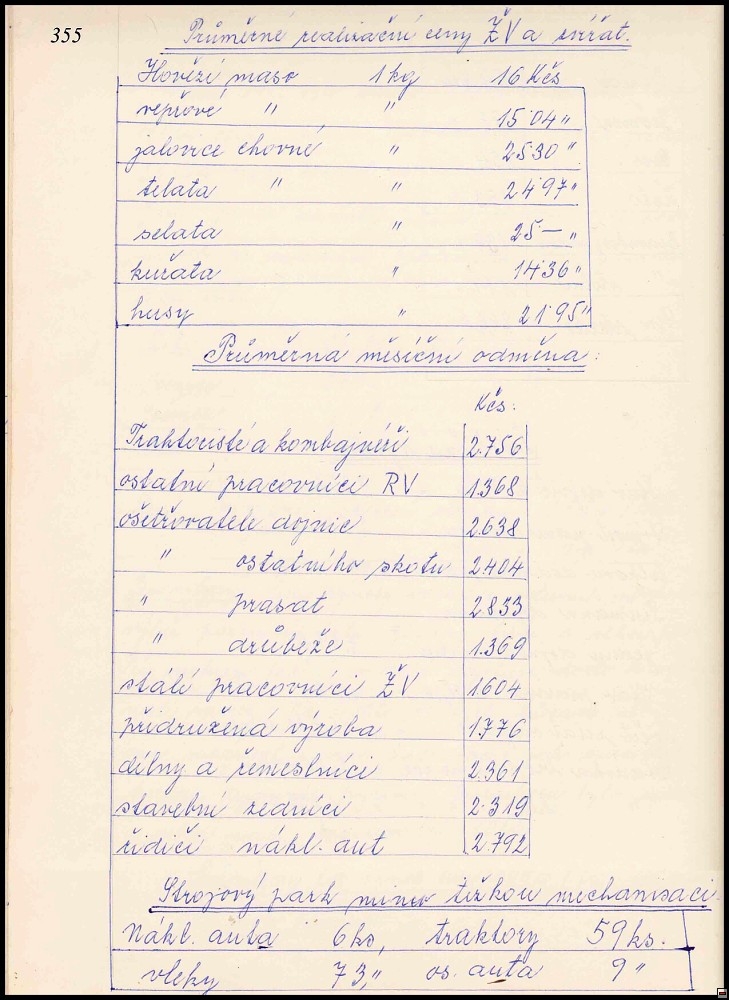 355
Průměrné realizační ceny ŽV a zvířat.
Hovězí maso 1 kg 16 Kčs
vepřové " " 15'04 "
jalovice chovné " 25'30 "
telata " " 24'97 "
selata " 25 — "
kuřata " 14'36 "
husy " 21'95 "
Průměrná měsíční odměna:
Kčs:
Traktoristé a kombajnéři 2.756
ostatní pracovníci RV 1.368
ošetřovatelé dojnic 2.638
" ostatního skotu 2.404
" prasat 2.833
" drůbeže 1.369
stálí pracovníci ŽV 1604
přidružená výroba 1.776
dílny a řemeslníci 2.361
stavební zedníci 2.319
řidiči nákl. aut 2.792
Strojový park mimo těžkou mechanisaci.
Nákl. auta 6 ks, traktory 59 ks.
vleky 73," os. auta 9 "